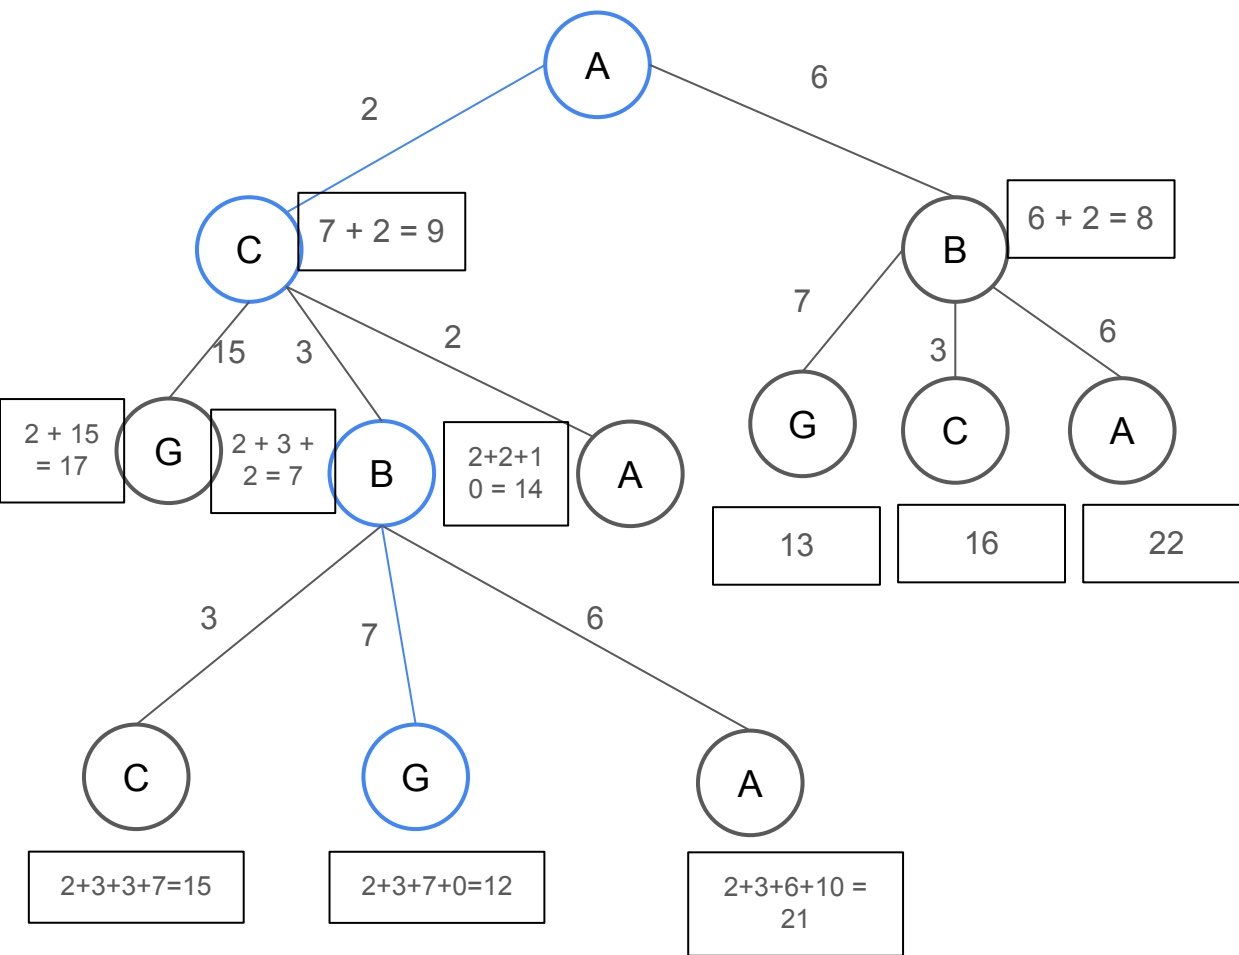 A
2
6
C
7 + 2 = 9
B
6 + 2 = 8
15
3
2
7
3
6
2 + 15
= 17
G
2 + 3 +
2 = 7
B
2+2+1
0 = 14
A
G
C
A
13
16
22
3
7
6
C
G
A
2+3+3+7=15
2+3+7+0=12
2+3+6+10 =
21